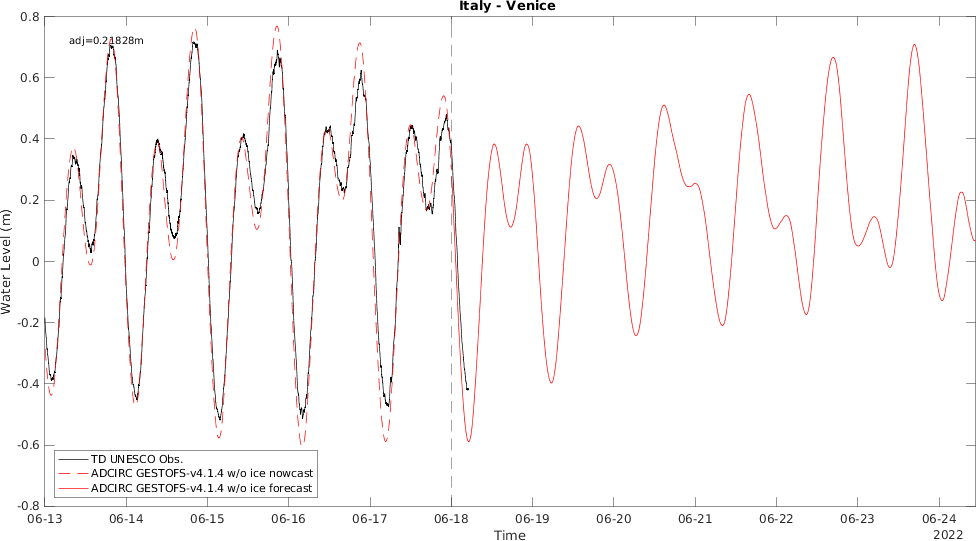 Italy - Venice
adj=0.21828m
Water Level (m)
0.8
0.6
0.4
0.2
0
-0.2
-0.4
-0.6
-0.8
TD UNESCO Obs.
ADCIRC GESTOFS-v4.1.4 w/o ice nowcast
ADCIRC GESTOFS-v4.1.4 w/o ice forecast
06-13 06-14 06-15 06-16 06-17 06-18 06-19 06-20 06-21 06-22 06-23 06-24
Time
2022